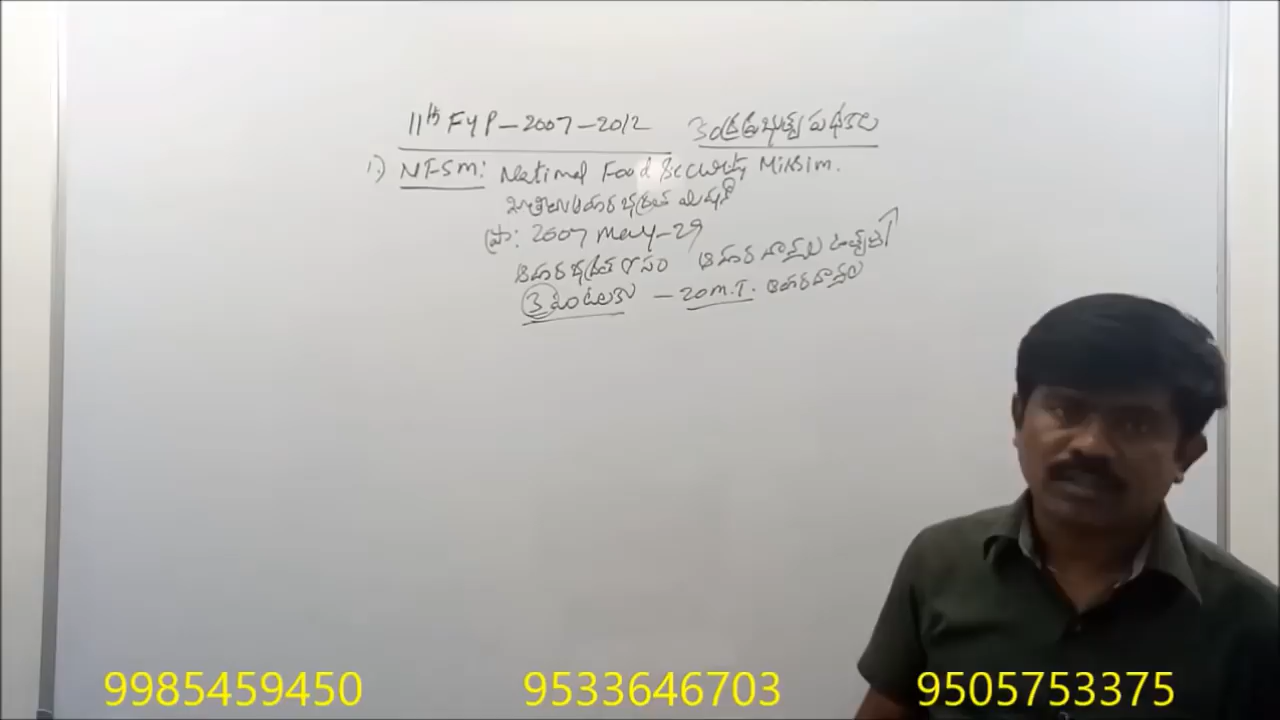 11th FYP - 2007 - 2012 కేంద్రప్రభుత్వ పథకాలు
1.) NFSM: National Food Security Mission.
జాతీయ ఆహార భద్రత మిషన్
ప్రా: 2007 May - 29
ఆహార భద్రత కోసం ఆహార ధాన్యాల ఉత్పత్తి ↑
3 పంటలకు - 20 M.T. ఆహారధాన్యాల
9985459450 9533646703 9505753375